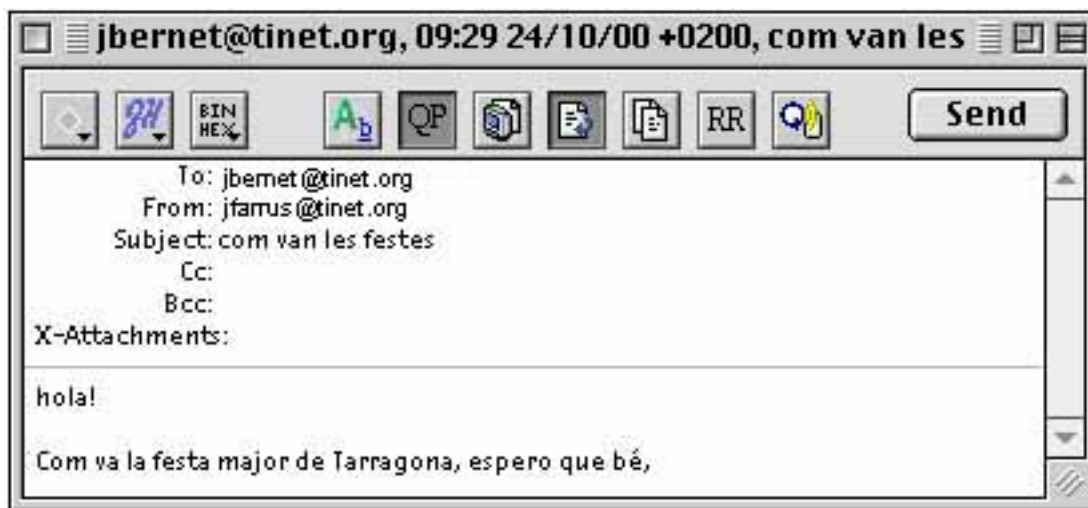 jbernet@tinet.org, 09:29 24/10/00 +0200, com van les
BIN HEX QP RR Send
To: jbernet@tinet.org
From: jfarrus@tinet.org
Subject: com van les festes
Cc:
Bcc:
X-Attachments:
hola!
Com va la festa major de Tarragona, espero que bé,